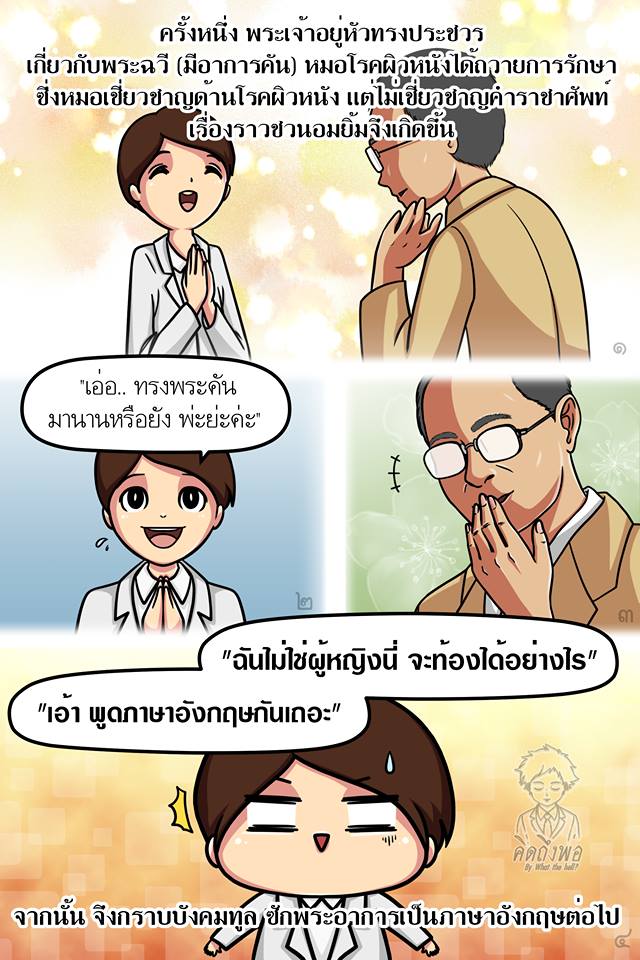 ครั้งหนึ่ง พระเจ้าอยู่หัวทรงประชวร
เกี่ยวกับพระฉวี (มีอาการคัน) หมอโรคผิวหนังได้ถวายการรักษา
ซึ่งหมอเชี่ยวชาญด้านโรคผิวหนัง แต่ไม่เชี่ยวชาญคำราชาศัพท์
เรื่องราวชวนอมยิ้มจึงเกิดขึ้น
๑
"เอ่อ.. ทรงพระคัน
มานานหรือยัง พ่ะย่ะค่ะ"
๒
๓
"ฉันไม่ใช่ผู้หญิงนี่ จะท้องได้อย่างไร"
"เอ้า พูดภาษาอังกฤษกันเถอะ"
คิดถึงพ่อ
By What the hell?
จากนั้น จึงกราบบังคมทูล ซักพระอาการเป็นภาษาอังกฤษต่อไป
๔